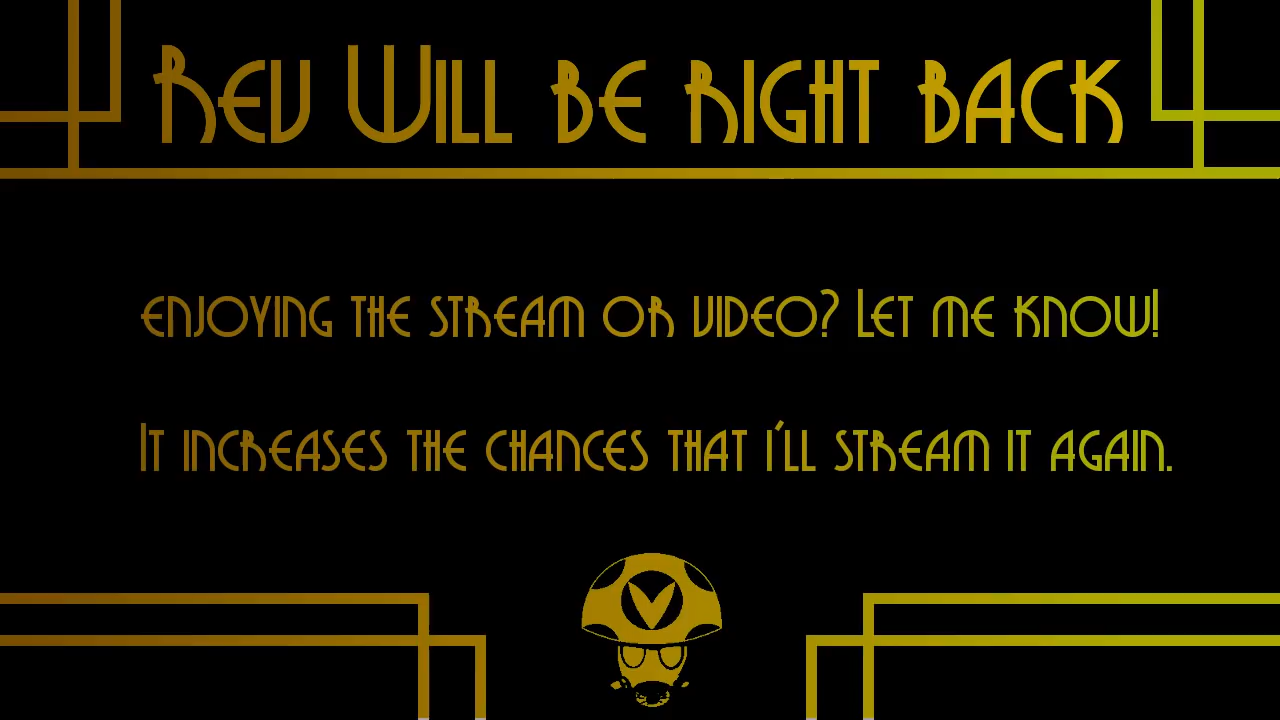 Rev Will be right back
enjoying the stream or video? Let me know!
It increases the chances that i'll stream it again.
V